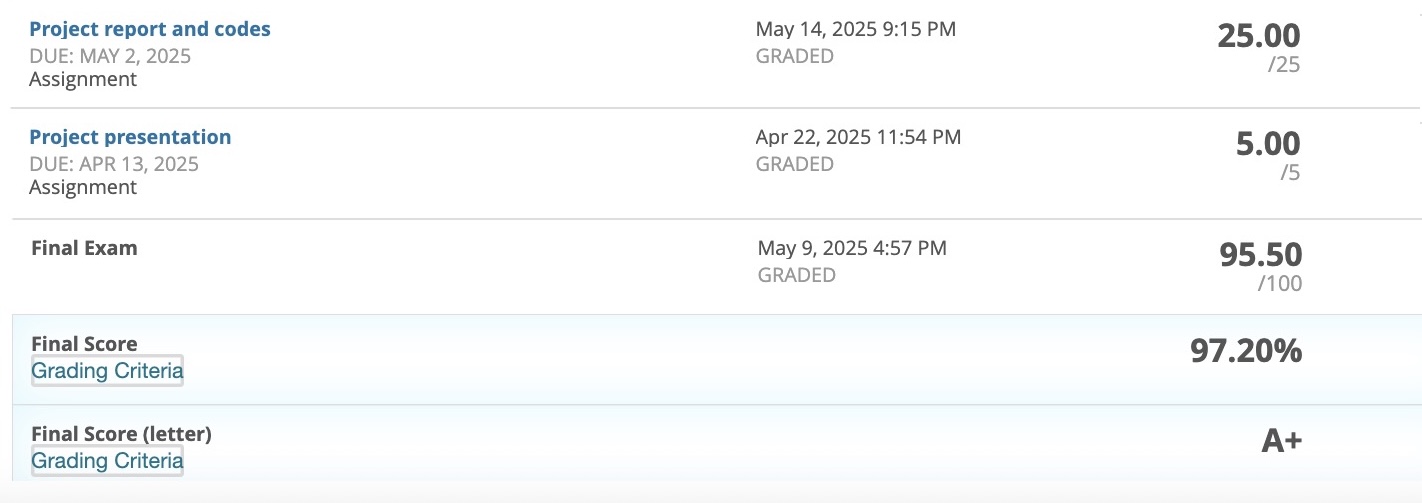 Project report and codes May 14, 2025 9:15 PM 25.00
DUE: MAY 2, 2025 GRADED /25
Assignment
Project presentation Apr 22, 2025 11:54 PM 5.00
DUE: APR 13, 2025 GRADED /5
Assignment
Final Exam May 9, 2025 4:57 PM 95.50
GRADED /100
Final Score 97.20%
Grading Criteria
Final Score (letter) A+
Grading Criteria